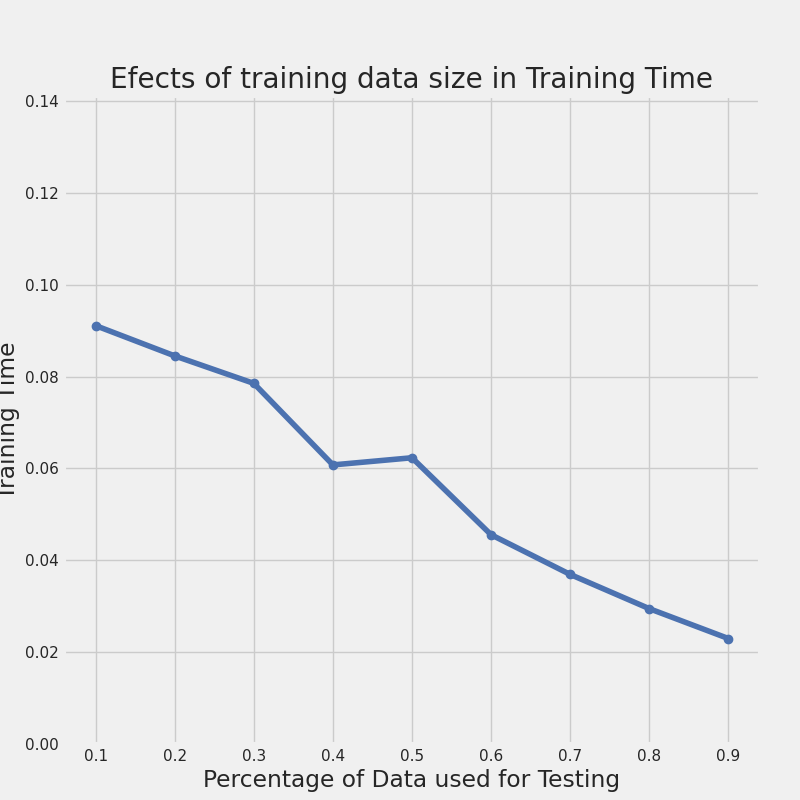 Efects of training data size in Training Time
0.14
0.12
0.10
0.08
0.06
0.04
0.02
0.00
Training Time
0.1 0.2 0.3 0.4 0.5 0.6 0.7 0.8 0.9
Percentage of Data used for Testing